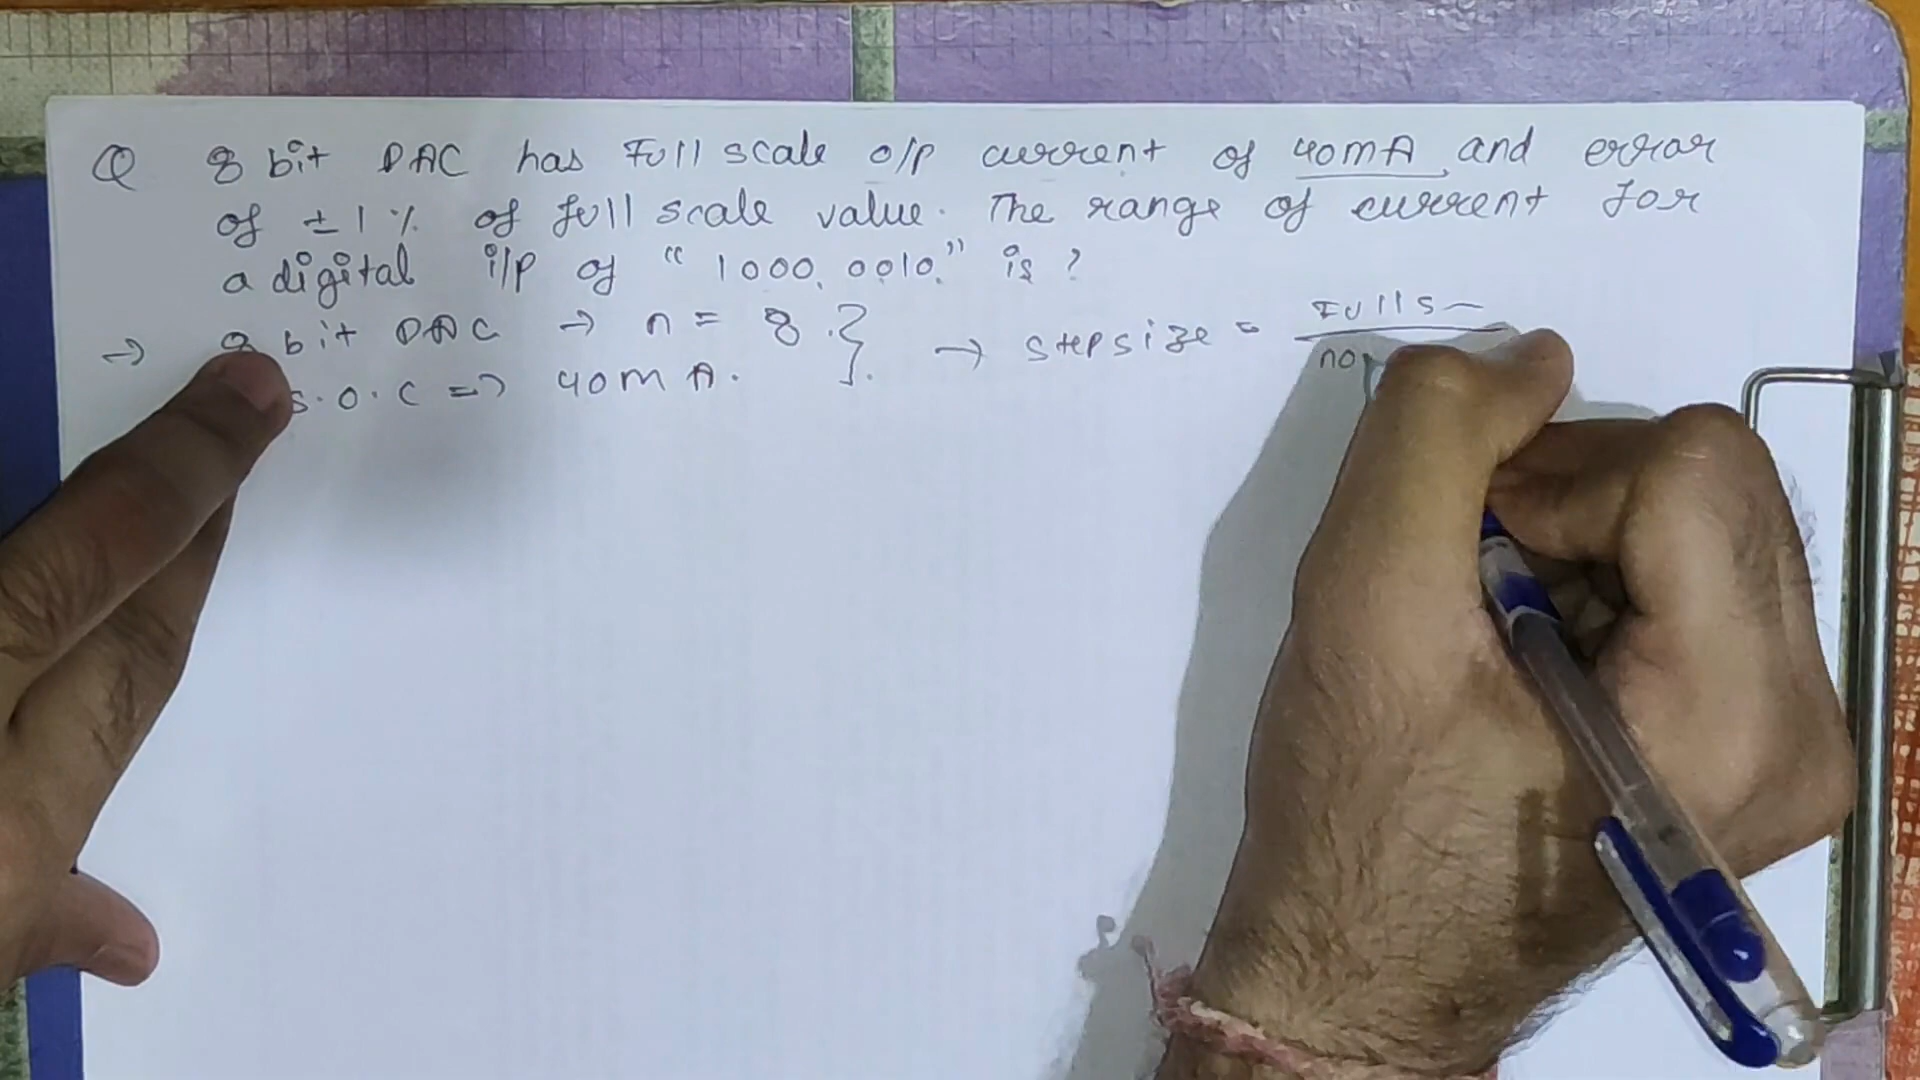 Q 8 bit DAC has Full scale o/p current of 40mA and error
of ±1% of full scale value. The range of current for
a digital i/p of "1000,0010," is ?
→ 8 bit DAC → n = 8 } → stepsize = Fulls
S.O.C => 40mA. no